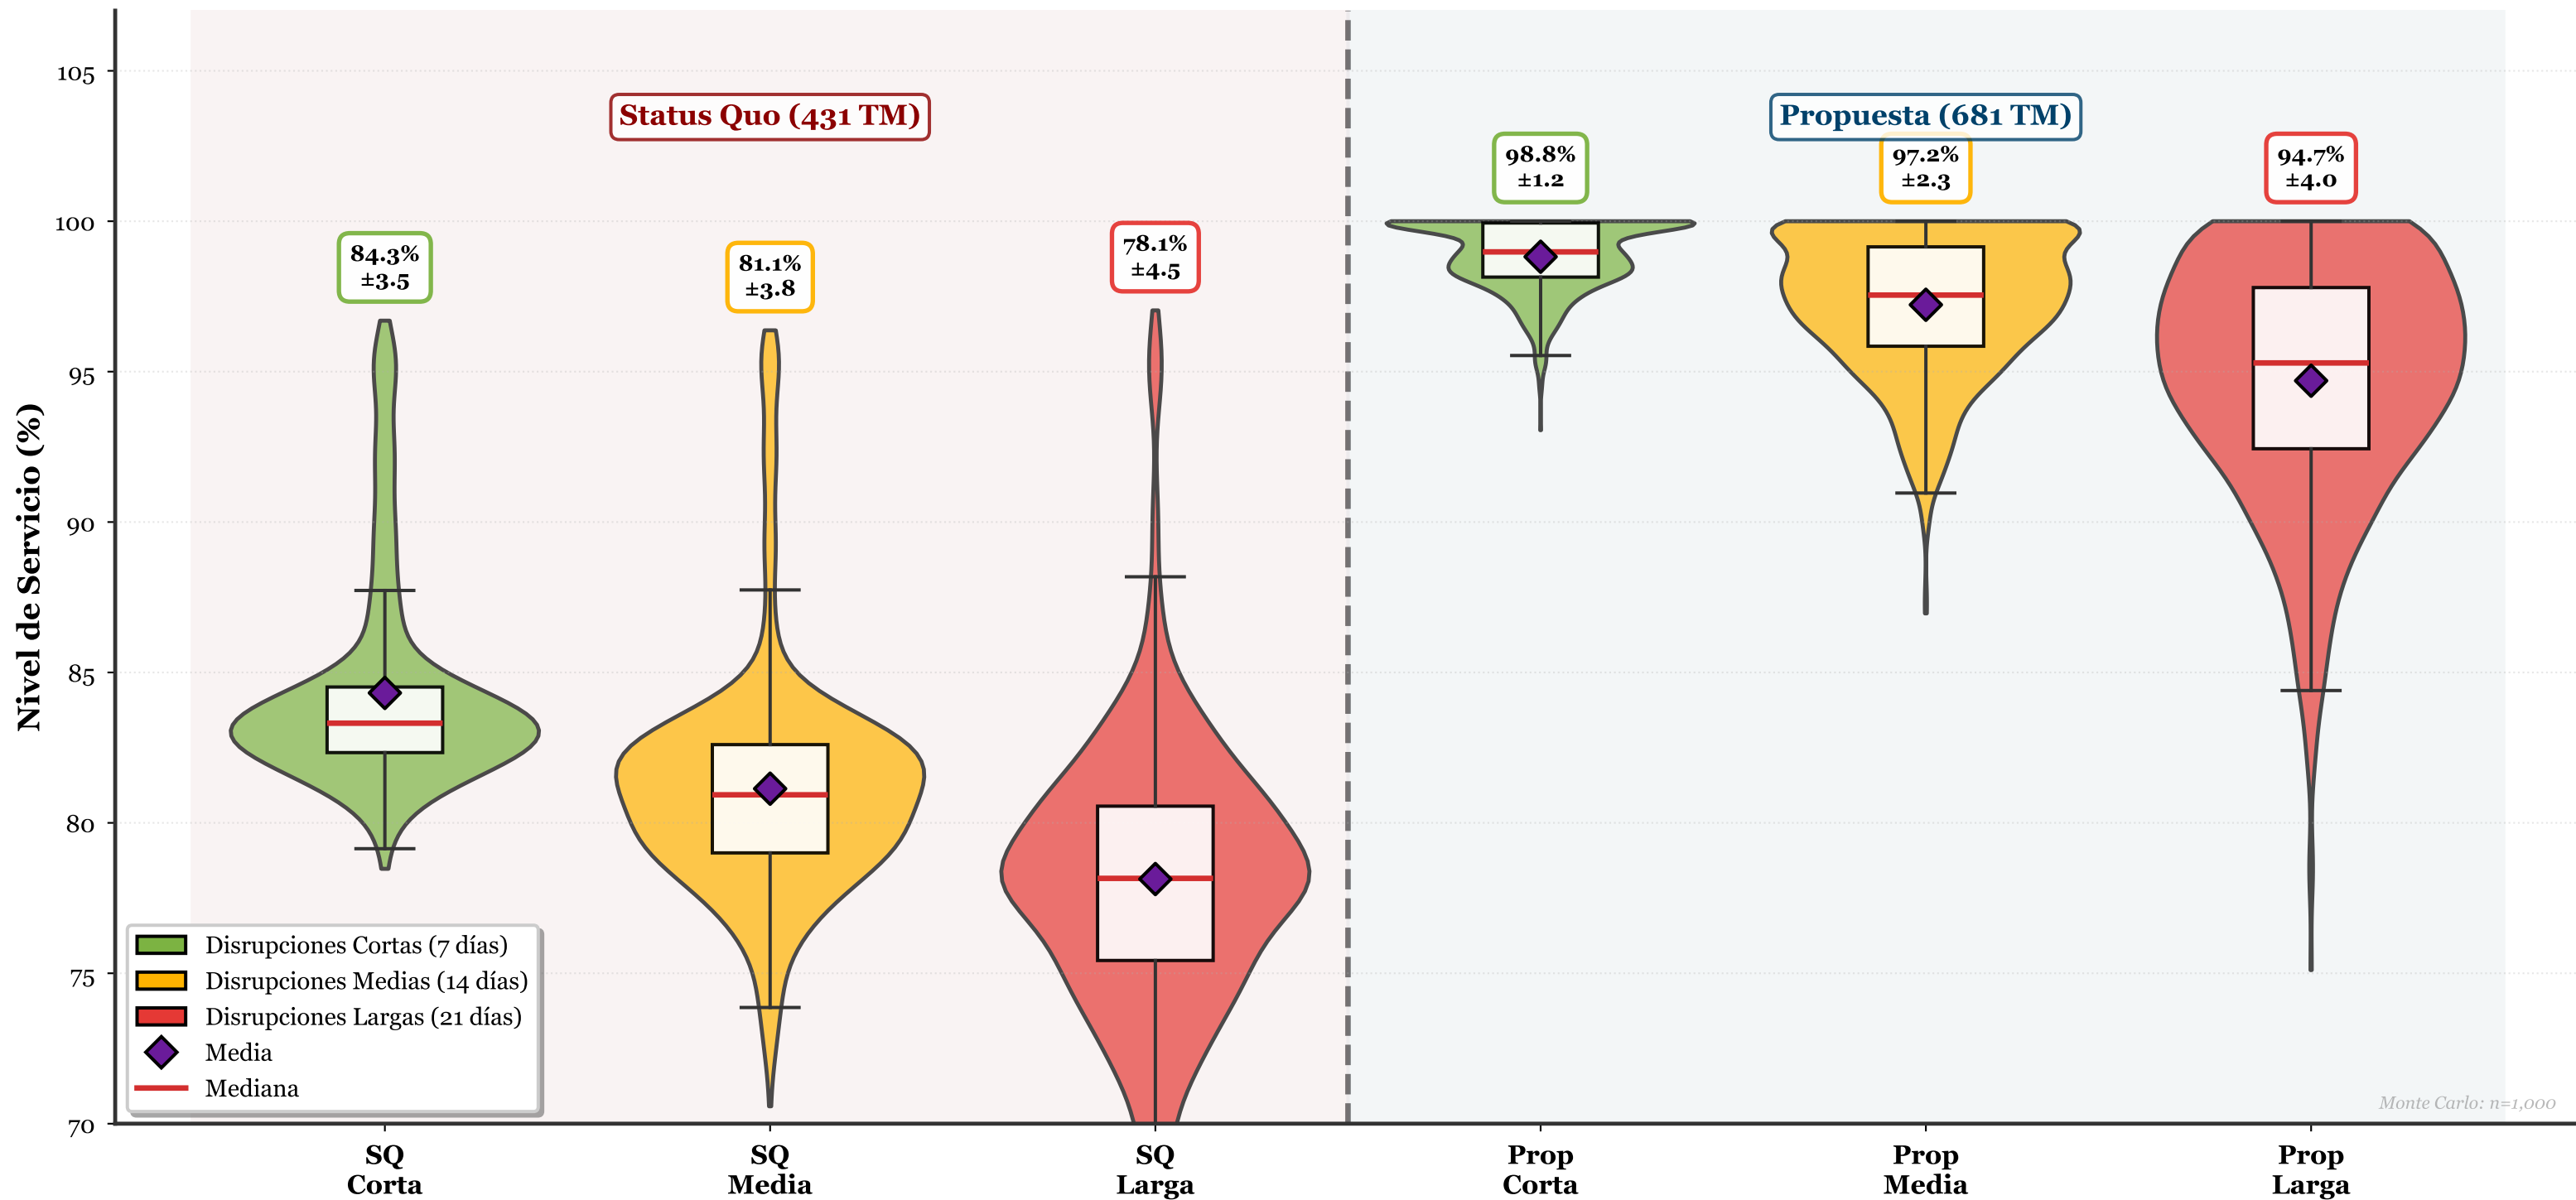 Nivel de Servicio (%)
105
100
95
90
85
80
75
70
Status Quo (431 TM)
Propuesta (681 TM)
84.3%
±3.5
81.1%
±3.8
78.1%
±4.5
98.8%
±1.2
97.2%
±2.3
94.7%
±4.0
Disrupciones Cortas (7 días)
Disrupciones Medias (14 días)
Disrupciones Largas (21 días)
Media
Mediana
Monte Carlo: n=1,000
SQ
Corta
SQ
Media
SQ
Larga
Prop
Corta
Prop
Media
Prop
Larga